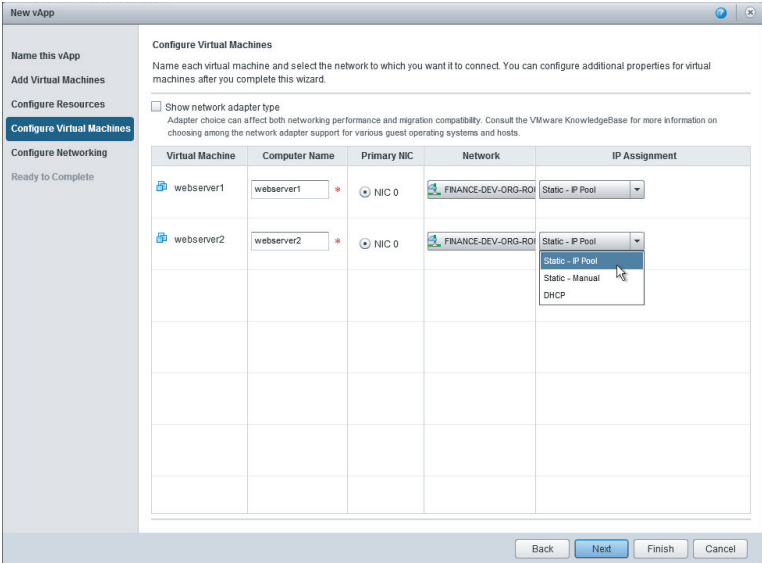 New vApp
Name this vApp
Add Virtual Machines
Configure Resources
Configure Virtual Machines
Configure Networking
Ready to Complete
Configure Virtual Machines
Name each virtual machine and select the network to which you want it to connect. You can configure additional properties for virtual
machines after you complete this wizard.
Show network adapter type
Adapter choice can affect both networking performance and migration compatibility. Consult the VMware KnowledgeBase for more information on
choosing among the network adapter support for various guest operating systems and hosts.
Virtual Machine Computer Name Primary NIC Network IP Assignment
webserver1 webserver1 * NIC 0 FINANCE-DEV-ORG-ROU Static - IP Pool
webserver2 webserver2 * NIC 0 FINANCE-DEV-ORG-ROU Static - IP Pool
Static - IP Pool
Static - Manual
DHCP
Back Next Finish Cancel